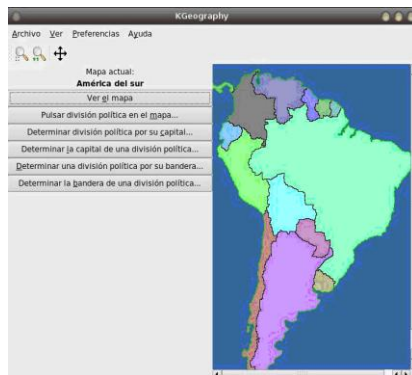 KGeography
Archivo Ver Preferencias Ayuda
Mapa actual:
América del sur
Ver el mapa
Pulsar división política en el mapa...
Determinar división política por su capital...
Determinar la capital de una división política...
Determinar una división política por su bandera...
Determinar la bandera de una división política...